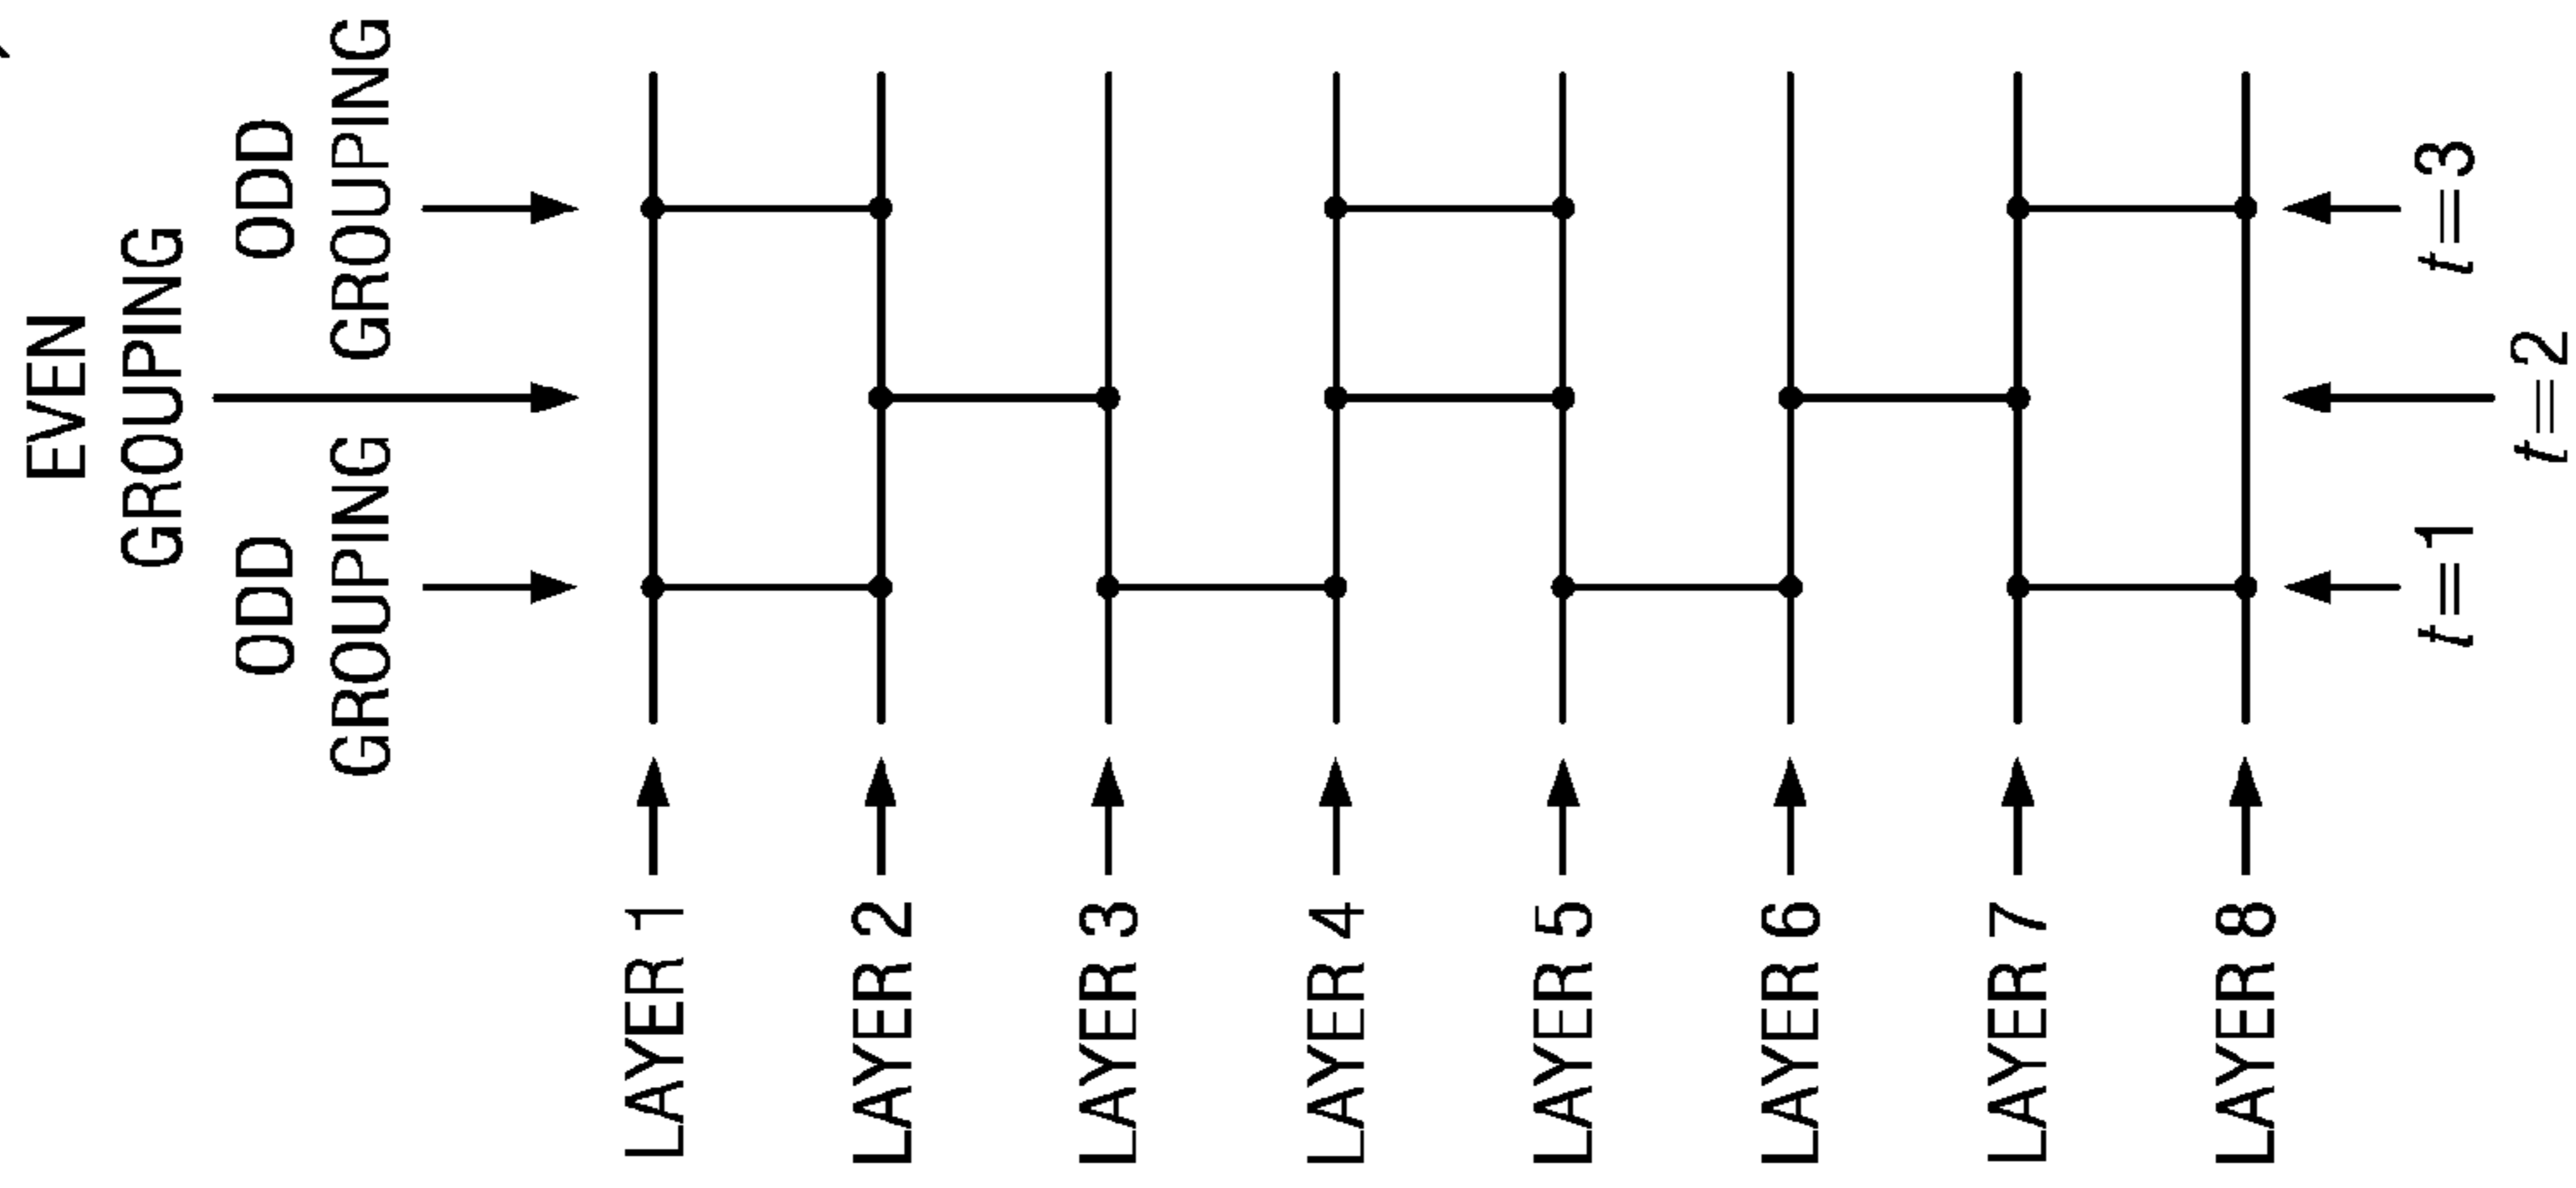 EVEN
GROUPING
ODD
GROUPING
ODD
GROUPING
LAYER 1
LAYER 2
LAYER 3
LAYER 4
LAYER 5
LAYER 6
LAYER 7
LAYER 8
t=1
t=2
t=3